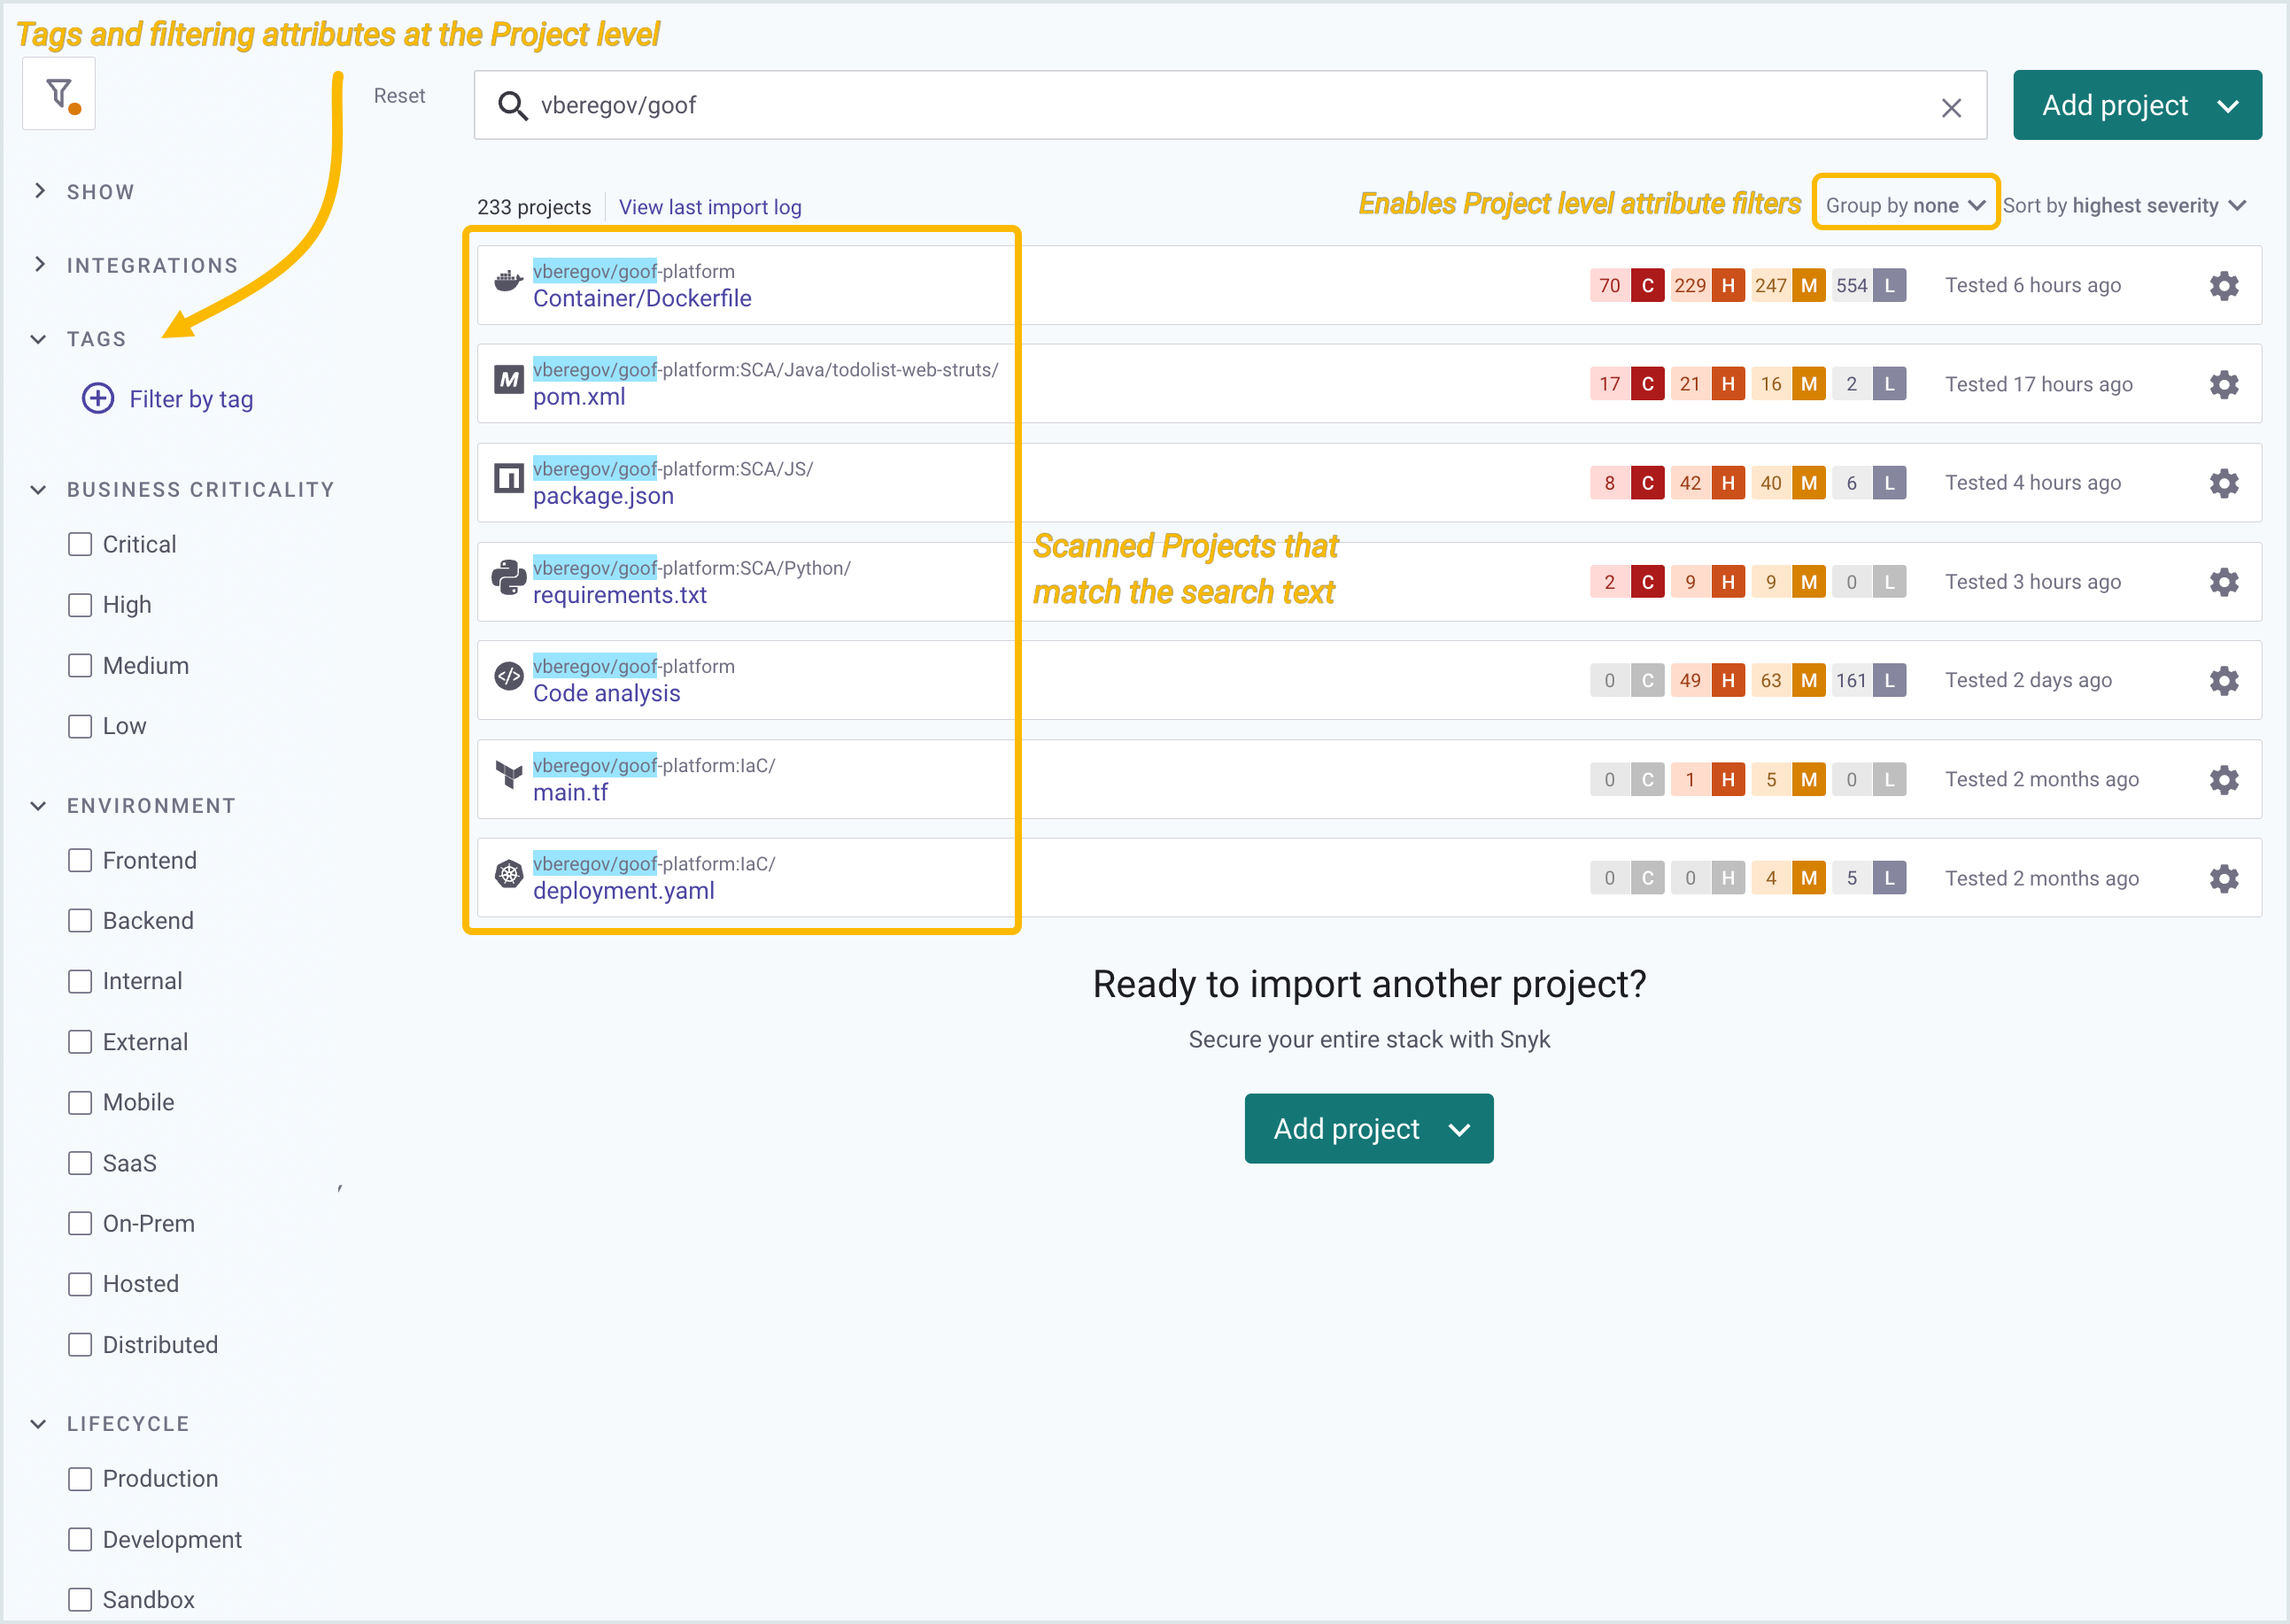 Tags and filtering attributes at the Project level
Reset
vberegov/goof
Add project
SHOW
INTEGRATIONS
TAGS
Filter by tag
BUSINESS CRITICALITY
Critical
High
Medium
Low
ENVIRONMENT
Frontend
Backend
Internal
External
Mobile
SaaS
On-Prem
Hosted
Distributed
LIFECYCLE
Production
Development
Sandbox
233 projects View last import log
Enables Project level attribute filters
Group by none
Sort by highest severity
vberegov/goof-platform
Container/Dockerfile
70 C 229 H 247 M 554 L Tested 6 hours ago
M
vberegov/goof-platform:SCA/Java/todolist-web-struts/
pom.xml
17 C 21 H 16 M 2 L Tested 17 hours ago
vberegov/goof-platform:SCA/JS/
package.json
8 C 42 H 40 M 6 L Tested 4 hours ago
Scanned Projects that
match the search text
vberegov/goof-platform:SCA/Python/
requirements.txt
2 C 9 H 9 M 0 L Tested 3 hours ago
vberegov/goof-platform
Code analysis
0 C 49 H 63 M 161 L Tested 2 days ago
vberegov/goof-platform:IaC/
main.tf
0 C 1 H 5 M 0 L Tested 2 months ago
vberegov/goof-platform:IaC/
deployment.yaml
0 C 0 H 4 M 5 L Tested 2 months ago
Ready to import another project?
Secure your entire stack with Snyk
Add project